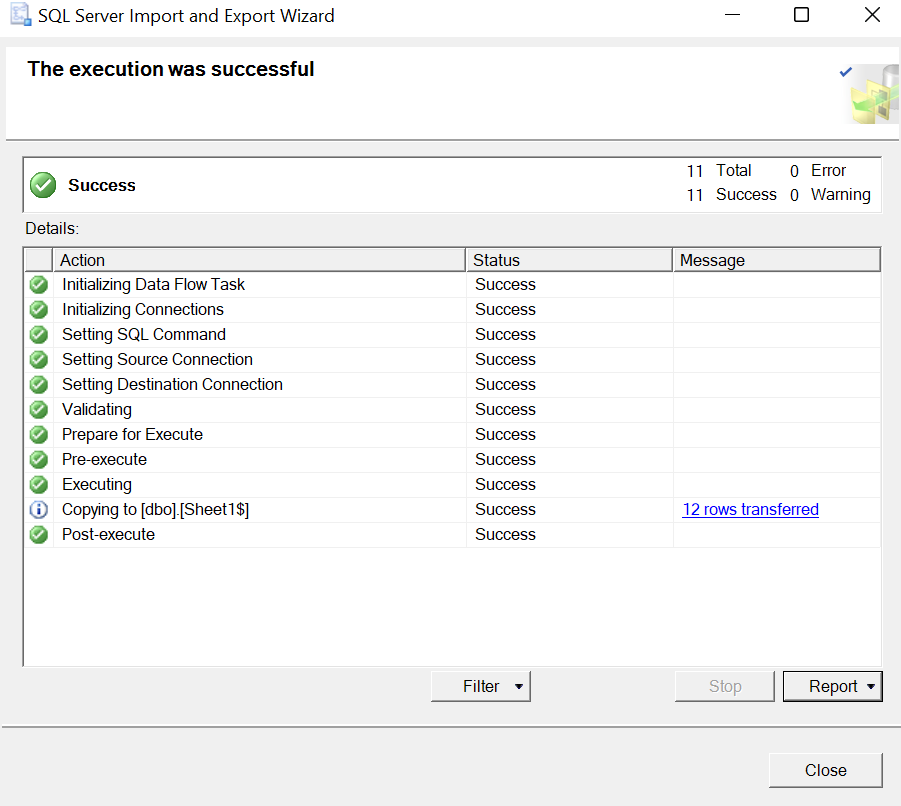 SQL Server Import and Export Wizard
The execution was successful
Success
11 Total 0 Error
11 Success 0 Warning
Details:
Action Status Message
Initializing Data Flow Task Success
Initializing Connections Success
Setting SQL Command Success
Setting Source Connection Success
Setting Destination Connection Success
Validating Success
Prepare for Execute Success
Pre-execute Success
Executing Success
Copying to [dbo].[Sheet1$] Success 12 rows transferred
Post-execute Success
Filter Stop Report
Close